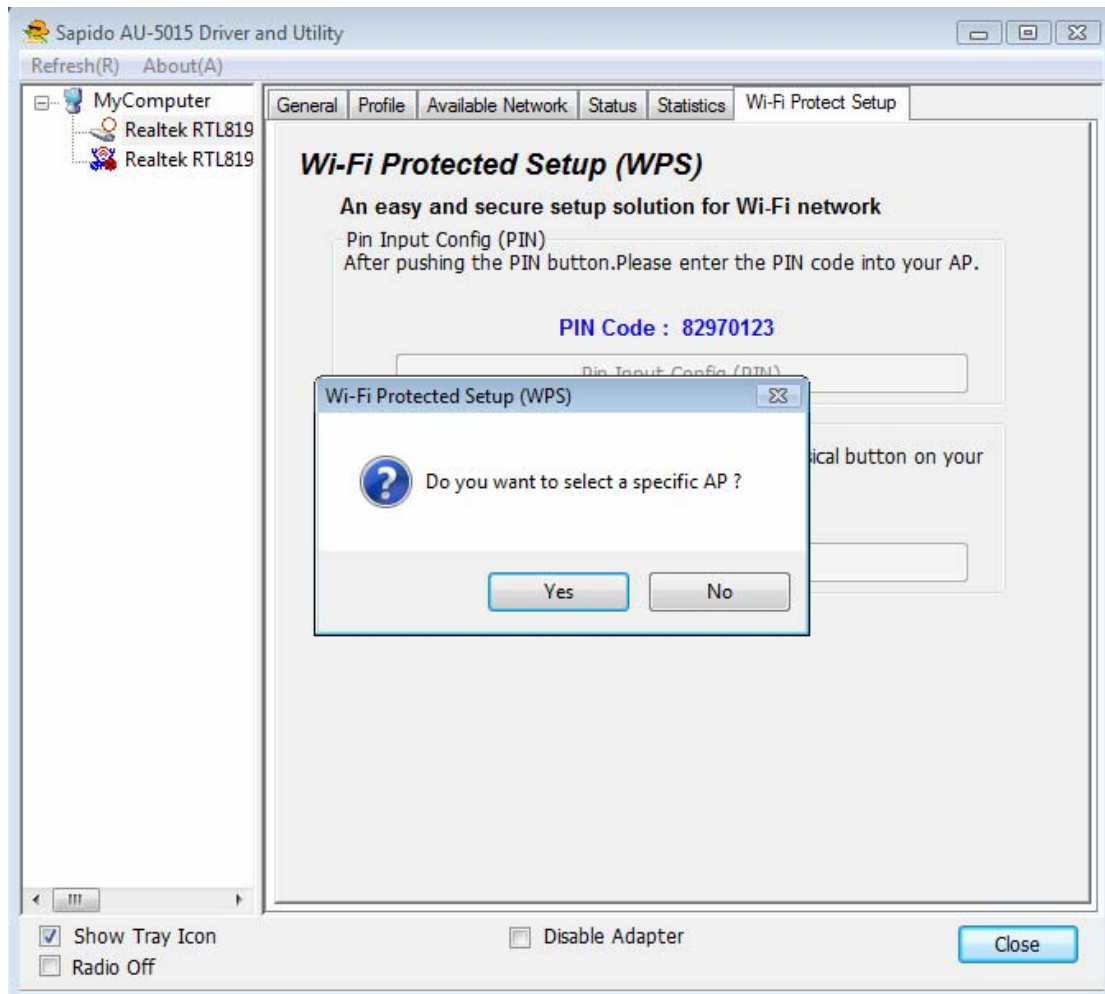 Sapido AU-5015 Driver and Utility
Refresh(R) About(A)
MyComputer
Realtek RTL819
Realtek RTL819
General Profile Available Network Status Statistics Wi-Fi Protect Setup
Wi-Fi Protected Setup (WPS)
An easy and secure setup solution for Wi-Fi network
Pin Input Config (PIN)
After pushing the PIN button.Please enter the PIN code into your AP.
PIN Code : 82970123
Pin Input Config (PIN)
Wi-Fi Protected Setup (WPS)
button on your
Do you want to select a specific AP ?
Yes No
Show Tray Icon
Disable Adapter
Radio Off
Close